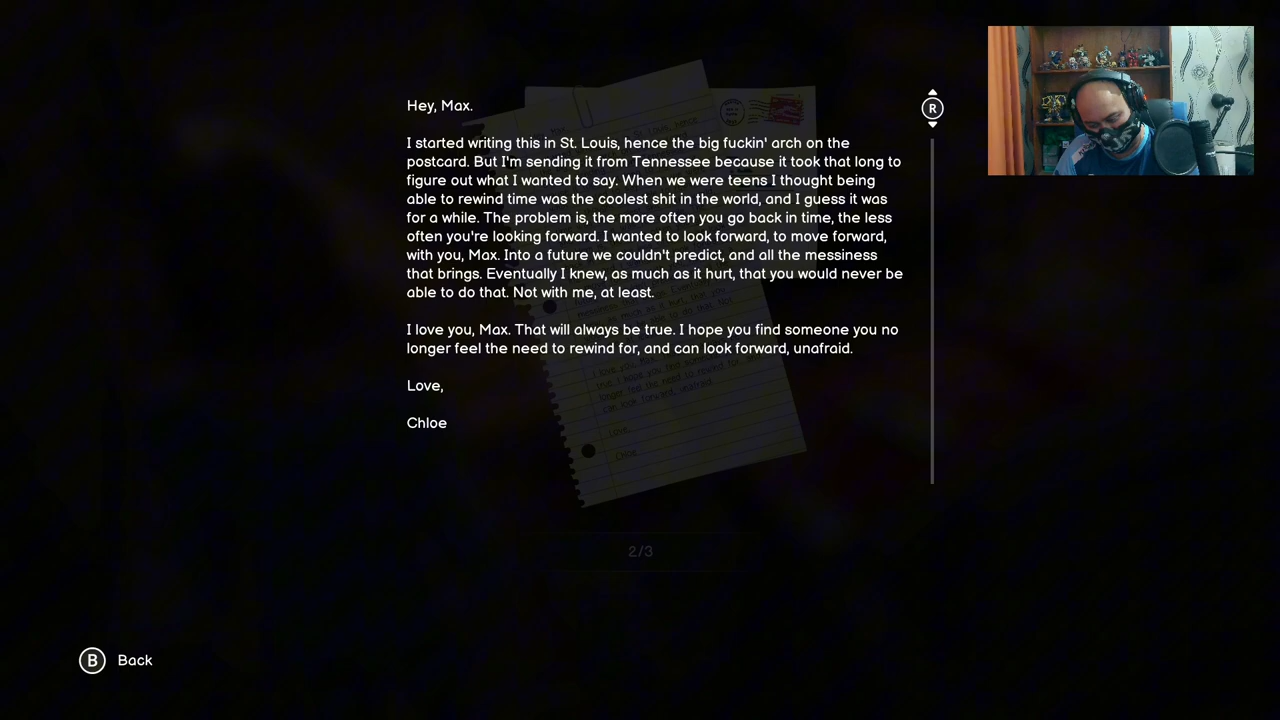 Hey, Max.
R
I started writing this in St. Louis, hence the big fuckin' arch on the
postcard. But I'm sending it from Tennessee because it took that long to
figure out what I wanted to say. When we were teens I thought being
able to rewind time was the coolest shit in the world, and I guess it was
for a while. The problem is, the more often you go back in time, the less
often you're looking forward. I wanted to look forward, to move forward,
with you, Max. Into a future we couldn't predict, and all the messiness
that brings. Eventually I knew, as much as it hurt, that you would never be
able to do that. Not with me, at least.
I love you, Max. That will always be true. I hope you find someone you no
longer feel the need to rewind for, and can look forward, unafraid.
Love,
Chloe
2/3
B Back